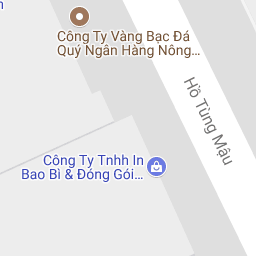 Công Ty Vàng Bạc Đá
Quý Ngân Hàng Nông...
Hồ Tùng Mậu
Công Ty Tnhh In
Bao Bì & Đóng Gói...